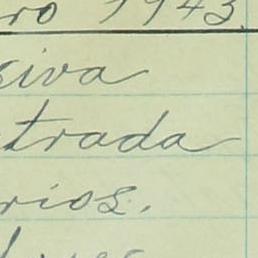 ro 1943.
siva
trada
rios.